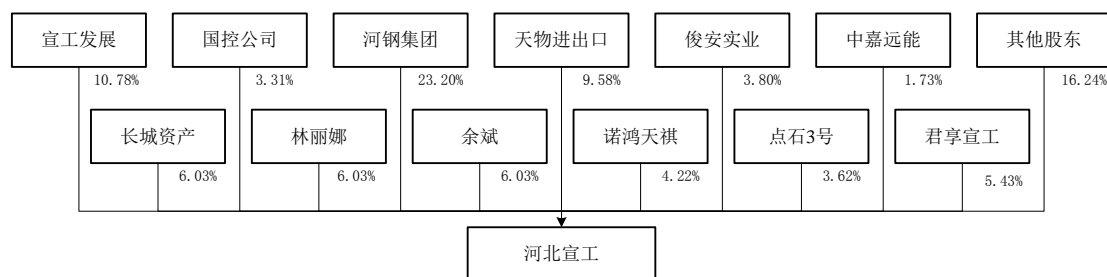 宣工发展 国控公司 河钢集团 天物进出口 俊安实业 中嘉远能 其他股东
10.78% 3.31% 23.20% 9.58% 3.80% 1.73% 16.24%
长城资产 林丽娜 余斌 诺鸿天祺 点石3号 君享宣工
6.03% 6.03% 6.03% 4.22% 3.62% 5.43%
河北宣工